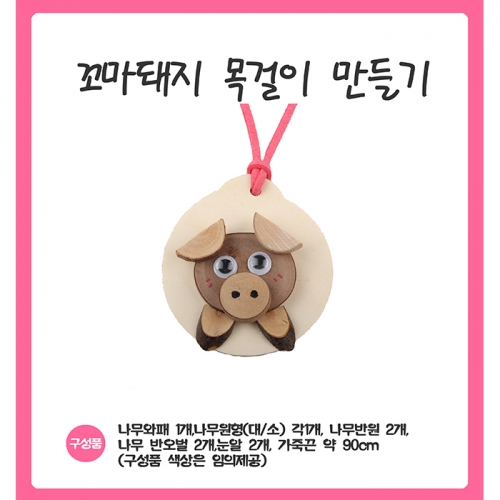 꼬마돼지 목걸이 만들기
구성품
나무와패 1개,나무원형(대/소) 각1개, 나무반원 2개,
나무 반오벌 2개,눈알 2개, 가죽끈 약 90cm
(구성품 색상은 임의제공)